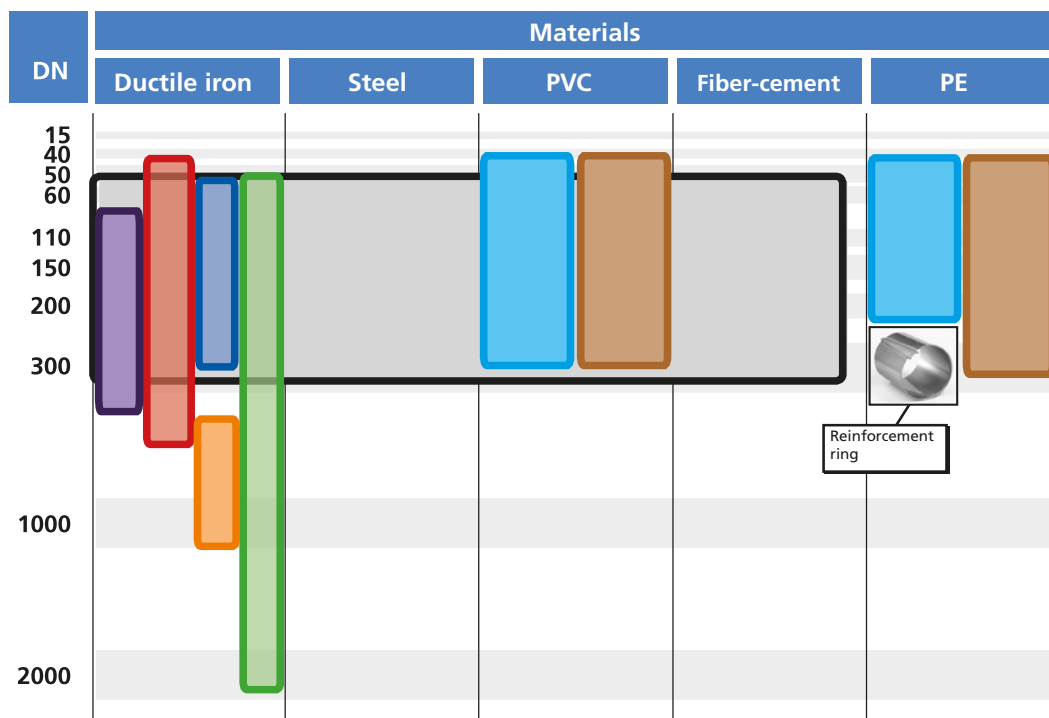 DN
Materials
Ductile iron
Steel
PVC
Fiber-cement
PE
15
40
50
60
110
150
200
300
1000
2000
Reinforcement
ring